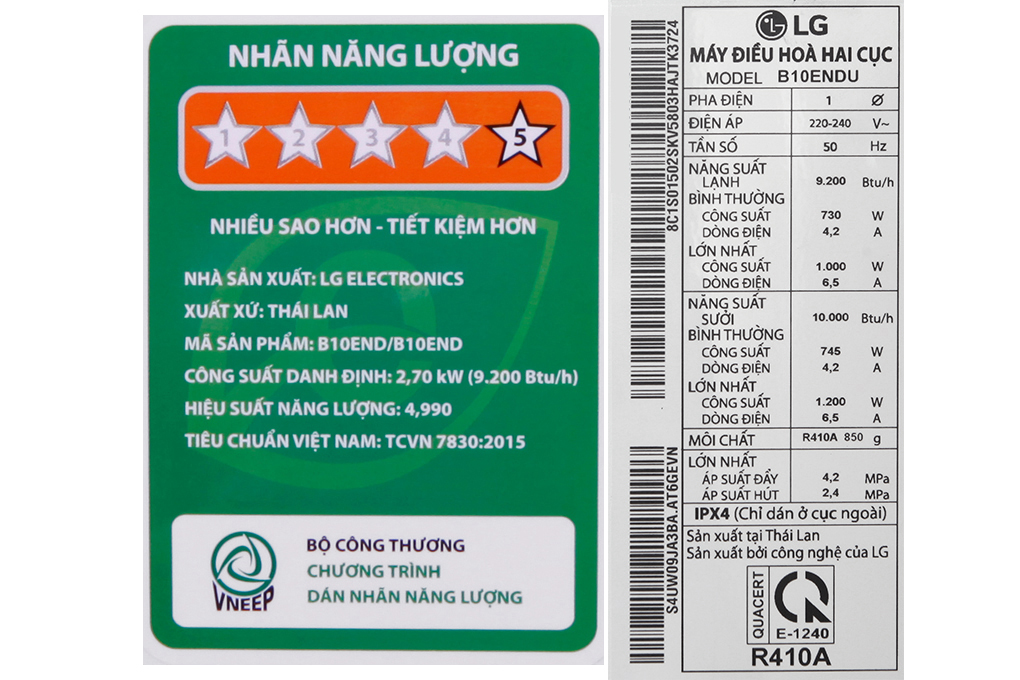 NHÃN NĂNG LƯỢNG
1 2 3 4 5
NHIỀU SAO HƠN - TIẾT KIỆM HƠN
NHÀ SẢN XUẤT: LG ELECTRONICS
XUẤT XỨ: THÁI LAN
MÃ SẢN PHẨM: B10END/B10END
CÔNG SUẤT DANH ĐỊNH: 2,70 kW (9.200 Btu/h)
HIỆU SUẤT NĂNG LƯỢNG: 4,990
TIÊU CHUẨN VIỆT NAM: TCVN 7830:2015
VNEEP
BỘ CÔNG THƯƠNG
CHƯƠNG TRÌNH
DÁN NHÃN NĂNG LƯỢNG
8C1S01502SKV5803HAJTK3724
S4UW09JA3BA.AT6GEVN
LG
MÁY ĐIỀU HOÀ HAI CỤC
MODEL B10ENDU
PHA ĐIỆN 1 Ø
ĐIỆN ÁP 220-240 V~
TẦN SỐ 50 Hz
NĂNG SUẤT
LẠNH 9.200 Btu/h
BÌNH THƯỜNG
CÔNG SUẤT 730 W
DÒNG ĐIỆN 4,2 A
LỚN NHẤT
CÔNG SUẤT 1.000 W
DÒNG ĐIỆN 6,5 A
NĂNG SUẤT
SƯỞI 10.000 Btu/h
BÌNH THƯỜNG
CÔNG SUẤT 745 W
DÒNG ĐIỆN 4,2 A
LỚN NHẤT
CÔNG SUẤT 1.200 W
DÒNG ĐIỆN 6,5 A
MÔI CHẤT R410A 850 g
LỚN NHẤT
ÁP SUẤT ĐẨY 4,2 MPa
ÁP SUẤT HÚT 2,4 MPa
IPX4 (Chỉ dán ở cục ngoài)
Sản xuất tại Thái Lan
Sản xuất bởi công nghệ của LG
QUACERT
E-1240
R410A